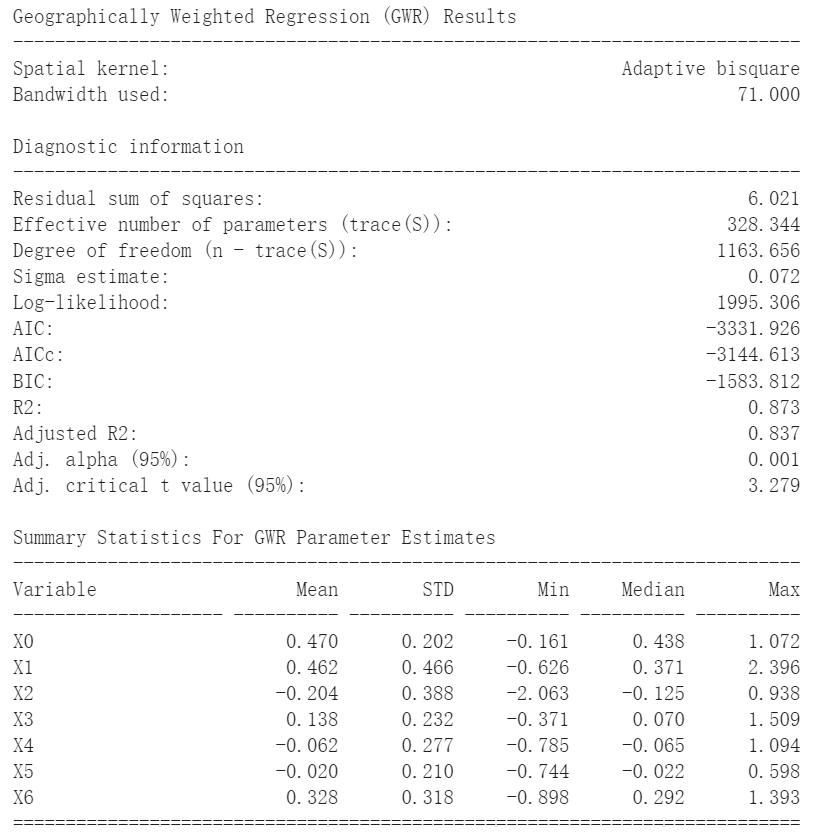 Geographically Weighted Regression (GWR) Results
---------------------------------------------------------------------------
Spatial kernel: Adaptive bisquare
Bandwidth used: 71.000
Diagnostic information
---------------------------------------------------------------------------
Residual sum of squares: 6.021
Effective number of parameters (trace(S)): 328.344
Degree of freedom (n - trace(S)): 1163.656
Sigma estimate: 0.072
Log-likelihood: 1995.306
AIC: -3331.926
AICc: -3144.613
BIC: -1583.812
R2: 0.873
Adjusted R2: 0.837
Adj. alpha (95%): 0.001
Adj. critical t value (95%): 3.279
Summary Statistics For GWR Parameter Estimates
---------------------------------------------------------------------------
Variable Mean STD Min Median Max
-------------------- ---------- ---------- ---------- ---------- ----------
X0 0.470 0.202 -0.161 0.438 1.072
X1 0.462 0.466 -0.626 0.371 2.396
X2 -0.204 0.388 -2.063 -0.125 0.938
X3 0.138 0.232 -0.371 0.070 1.509
X4 -0.062 0.277 -0.785 -0.065 1.094
X5 -0.020 0.210 -0.744 -0.022 0.598
X6 0.328 0.318 -0.898 0.292 1.393
===========================================================================